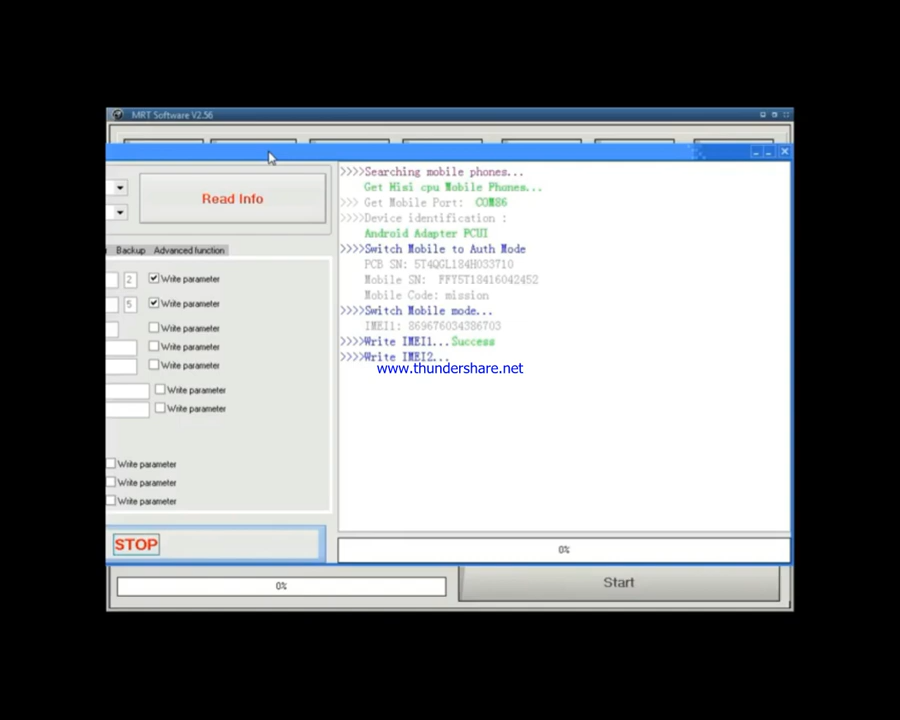 MRT Software V2.56
Read Info
Backup Advanced function
2
Write parameter
5
Write parameter
Write parameter
Write parameter
Write parameter
Write parameter
Write parameter
Write parameter
Write parameter
Write parameter
STOP
>>>>Searching mobile phones...
Get Hisi cpu Mobile Phones...
>>> Get Mobile Port: COM86
>>>>Device identification :
Android Adapter PCUI
>>>>Switch Mobile to Auth Mode
PCB SN: 5T4QGL184H033710
Mobile SN: FFY5T18416042452
Mobile Code: mission
>>>>Switch Mobile mode...
IMEI1: 869676034386703
>>>>Write IMEI1...Success
>>>>Write IMEI2...
www.thundershare.net
0%
0%
Start